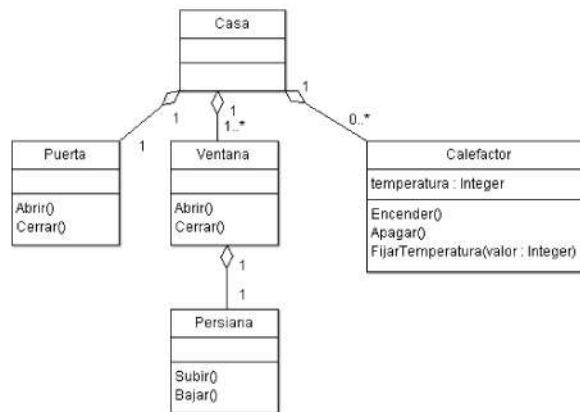 Casa
1
1
1
1
1..*
0..*
Puerta
Abrir()
Cerrar()
Ventana
Abrir()
Cerrar()
Calefactor
temperatura : Integer
Encender()
Apagar()
FijarTemperatura(valor : Integer)
1
1
Persiana
Subir()
Bajar()